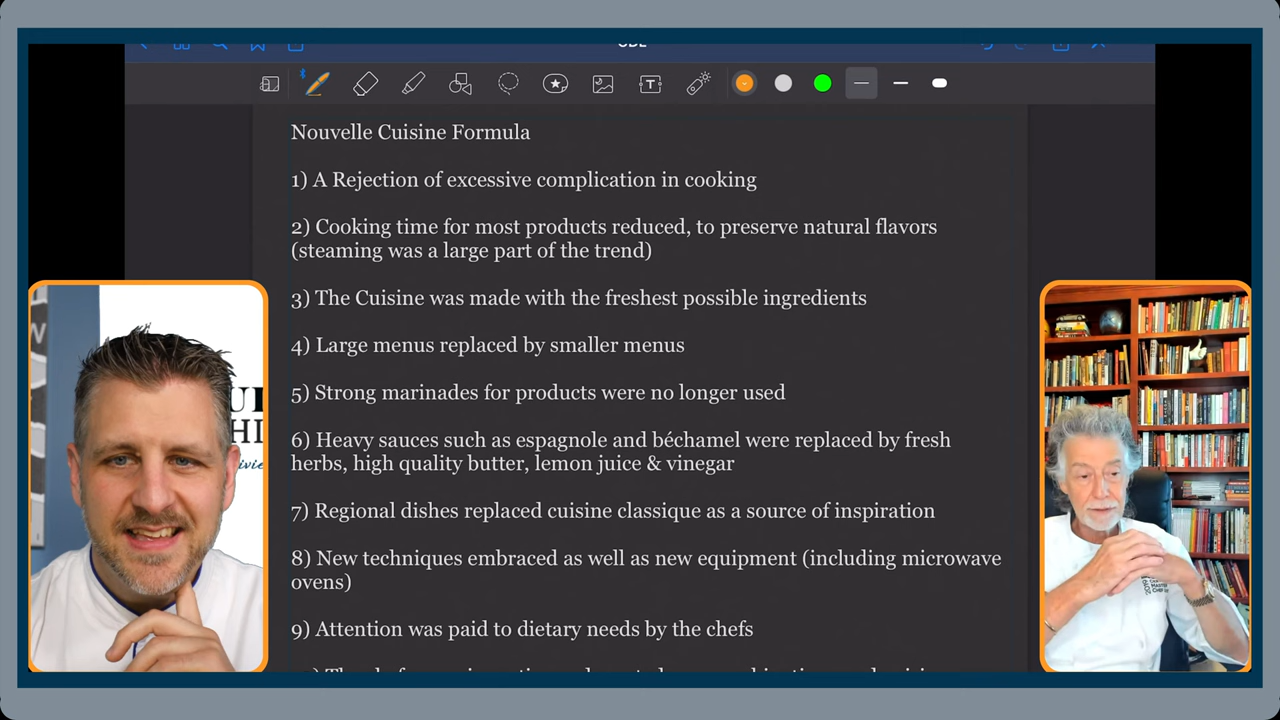 Nouvelle Cuisine Formula
1) A Rejection of excessive complication in cooking
2) Cooking time for most products reduced, to preserve natural flavors
(steaming was a large part of the trend)
3) The Cuisine was made with the freshest possible ingredients
4) Large menus replaced by smaller menus
5) Strong marinades for products were no longer used
6) Heavy sauces such as espagnole and béchamel were replaced by fresh
herbs, high quality butter, lemon juice & vinegar
7) Regional dishes replaced cuisine classique as a source of inspiration
8) New techniques embraced as well as new equipment (including microwave
ovens)
9) Attention was paid to dietary needs by the chefs